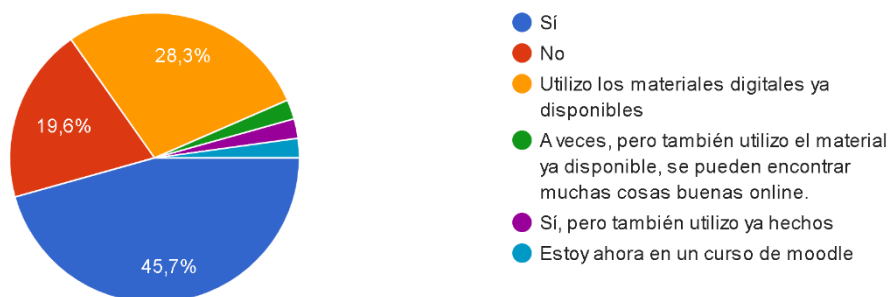 28,3%
19,6%
45,7%
Sí
No
Utilizo los materiales digitales ya
disponibles
A veces, pero también utilizo el material
ya disponible, se pueden encontrar
muchas cosas buenas online.
Sí, pero también utilizo ya hechos
Estoy ahora en un curso de moodle